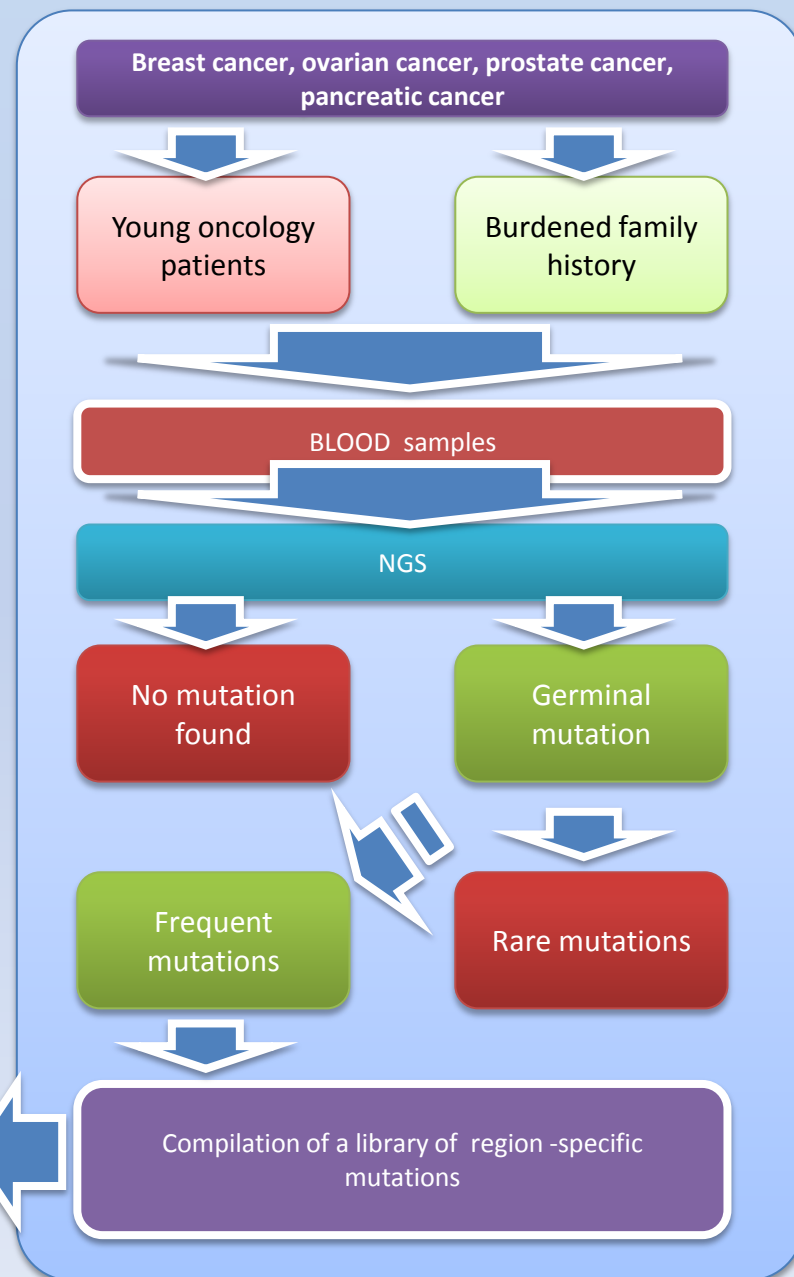 Breast cancer, ovarian cancer, prostate cancer,
pancreatic cancer
Young oncology
patients
Burdened family
history
BLOOD samples
NGS
No mutation
found
Germinal
mutation
Frequent
mutations
Rare mutations
Compilation of a library of region -specific
mutations